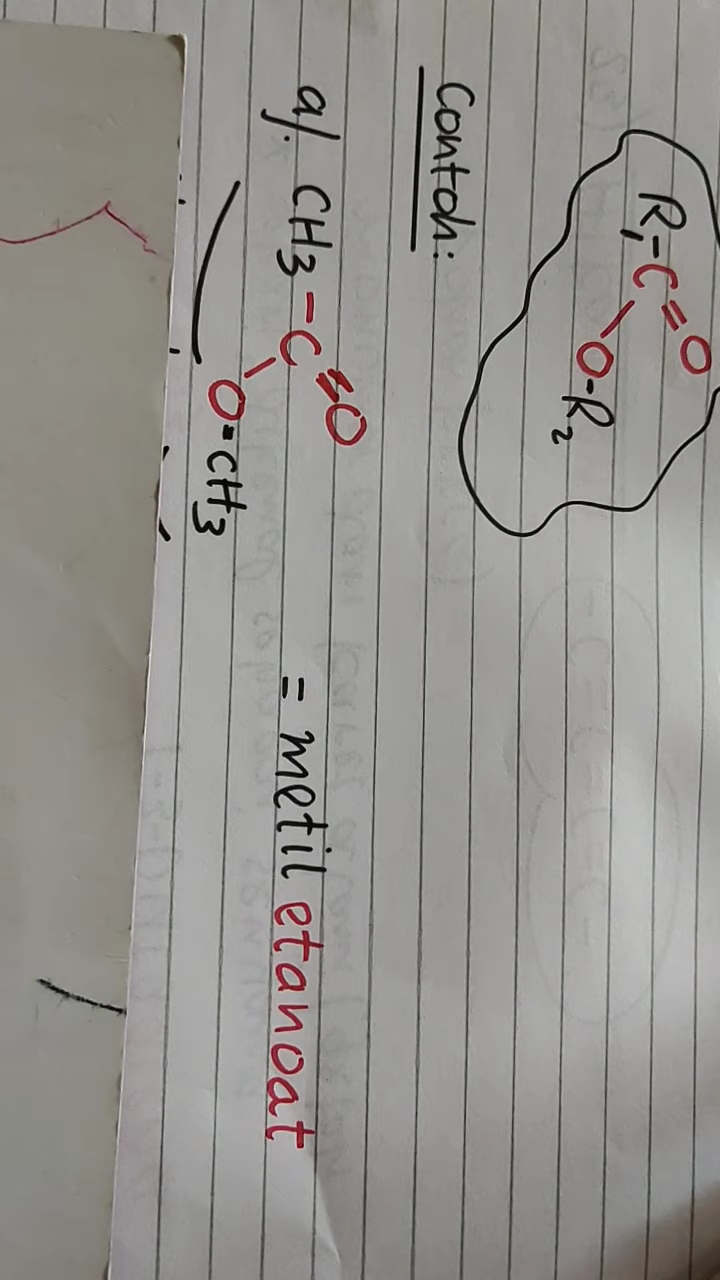 R₁-C=O
O-R₂
Contoh:
a). CH3-C=O = metil etanoat
O-CH3